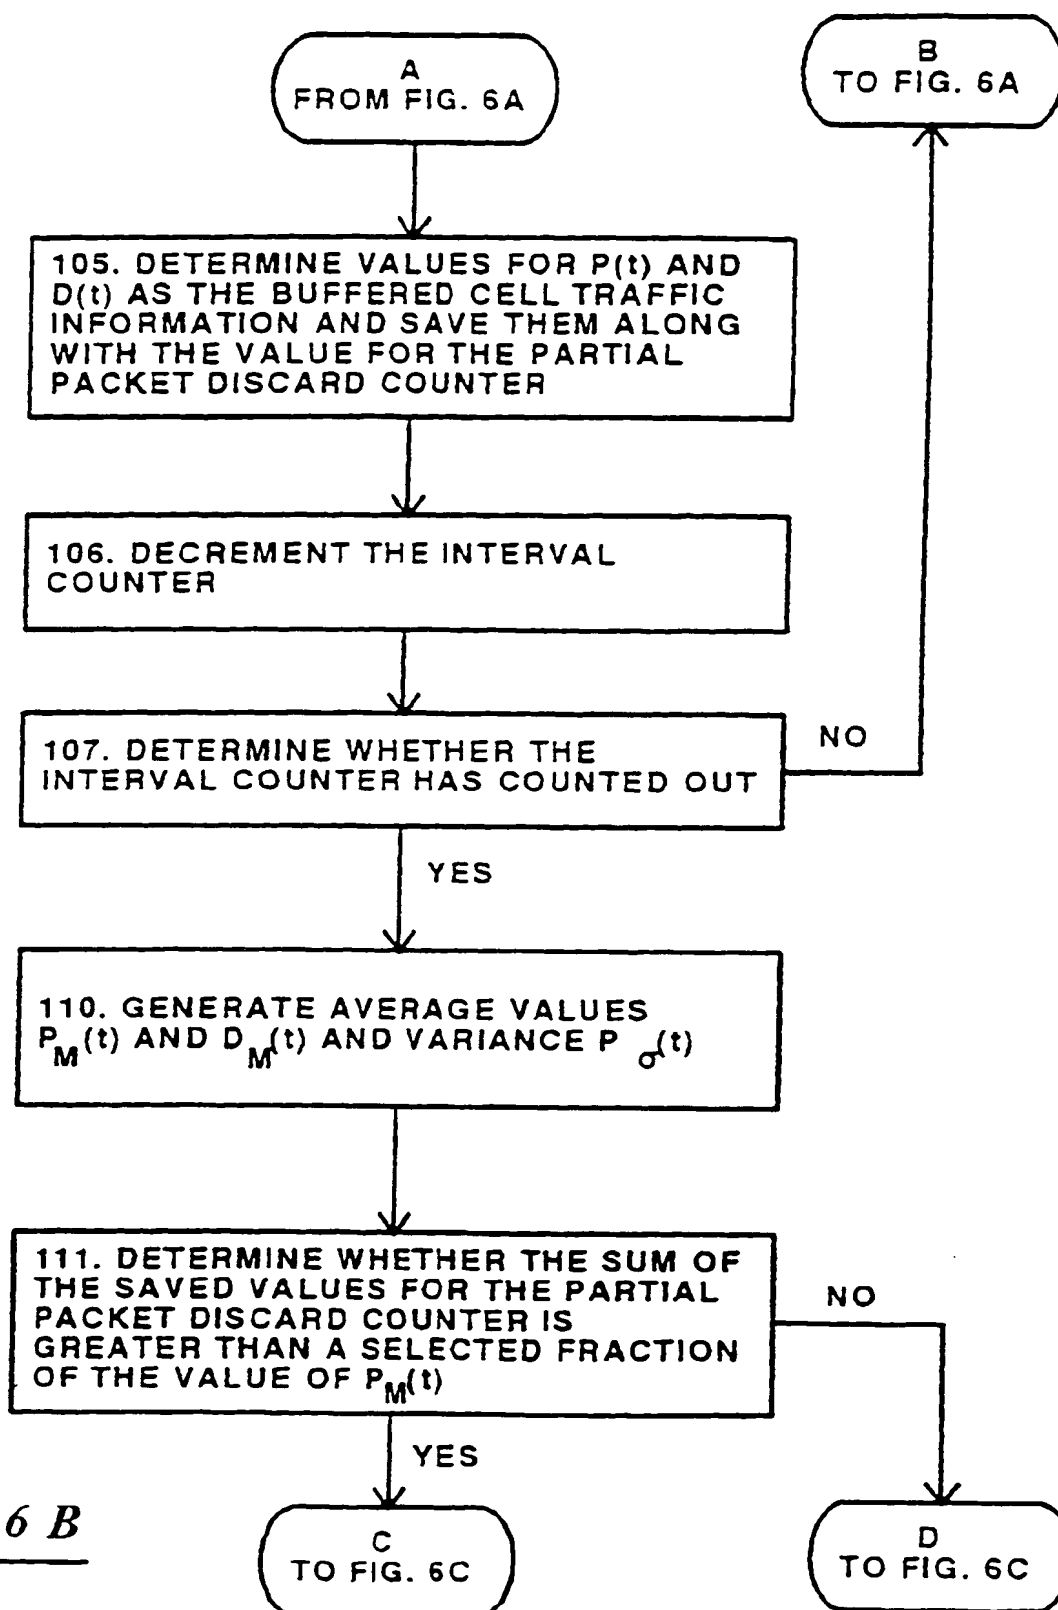 A
FROM FIG. 6A
B
TO FIG. 6A
105. DETERMINE VALUES FOR P(t) AND
D(t) AS THE BUFFERED CELL TRAFFIC
INFORMATION AND SAVE THEM ALONG
WITH THE VALUE FOR THE PARTIAL
PACKET DISCARD COUNTER
106. DECREMENT THE INTERVAL
COUNTER
107. DETERMINE WHETHER THE
INTERVAL COUNTER HAS COUNTED OUT
NO
YES
110. GENERATE AVERAGE VALUES
P_M(t) AND D_M(t) AND VARIANCE P_σ(t)
111. DETERMINE WHETHER THE SUM OF
THE SAVED VALUES FOR THE PARTIAL
PACKET DISCARD COUNTER IS
GREATER THAN A SELECTED FRACTION
OF THE VALUE OF P_M(t)
NO
YES
6 B
C
TO FIG. 6C
D
TO FIG. 6C